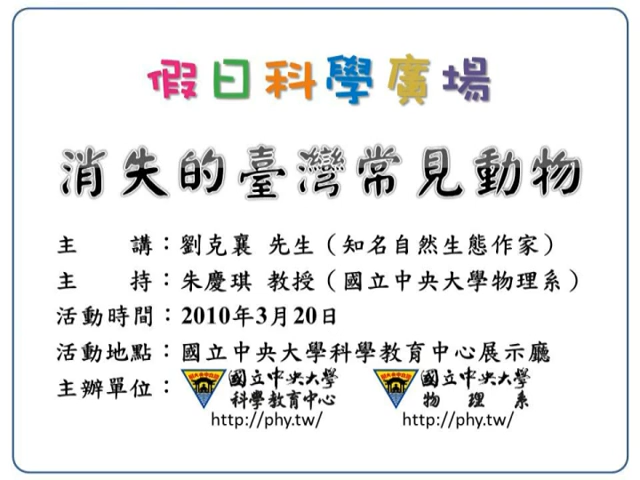 假日科學廣場
消失的臺灣常見動物
主 講：劉克襄 先生（知名自然生態作家）
主 持：朱慶琪 教授（國立中央大學物理系）
活動時間：2010年3月20日
活動地點：國立中央大學科學教育中心展示廳
主辦單位：
國立中央大學 科學教育中心
http://phy.tw/
國立中央大學 物 理 系
http://phy.tw/